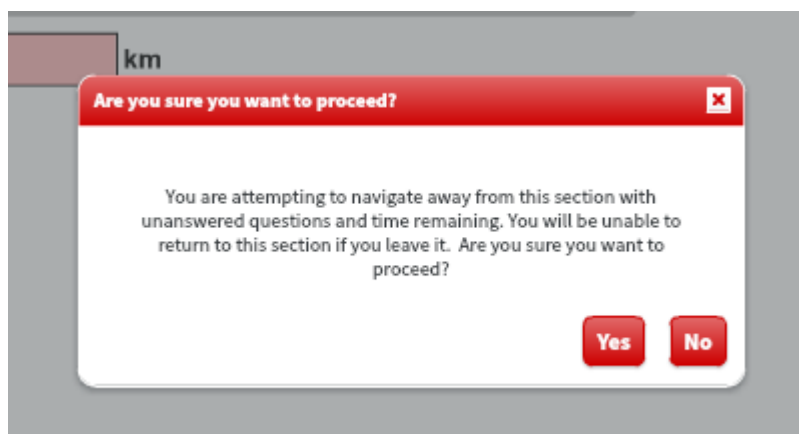 km
Are you sure you want to proceed?
You are attempting to navigate away from this section with
unanswered questions and time remaining. You will be unable to
return to this section if you leave it.  Are you sure you want to
proceed?
Yes No